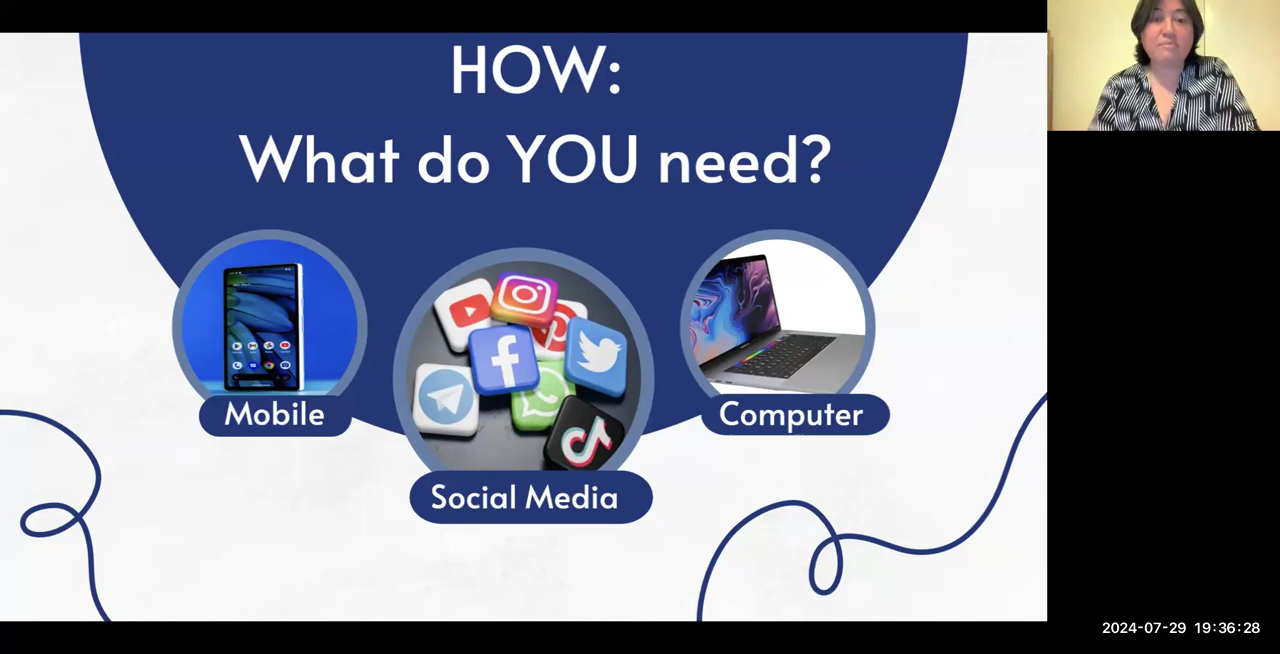 HOW:
What do YOU need?
Mobile
Social Media
Computer
2024-07-29 19:36:28